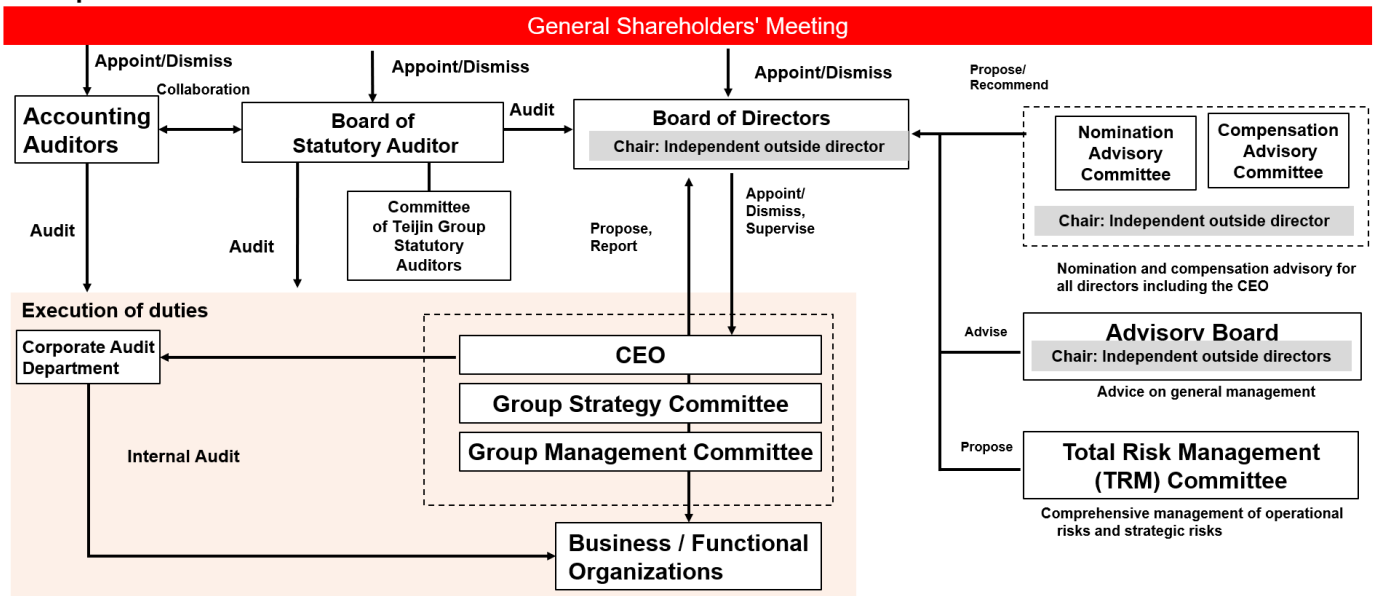 General Shareholders' Meeting
Appoint/Dismiss
Appoint/Dismiss
Appoint/Dismiss
Propose/
Recommend
Collaboration
Accounting
Auditors
Board of
Statutory Auditor
Audit
Board of Directors
Chair: Independent outside director
Nomination
Advisory
Committee
Compensation
Advisory
Committee
Chair: Independent outside director
Committee
of Teijin Group
Statutory
Auditors
Audit
Audit
Propose,
Report
Appoint/
Dismiss,
Supervise
Nomination and compensation advisory for
all directors including the CEO
Execution of duties
Corporate Audit
Department
CEO
Group Strategy Committee
Group Management Committee
Internal Audit
Business / Functional
Organizations
Advise
Advisory Board
Chair: Independent outside directors
Advice on general management
Propose
Total Risk Management
(TRM) Committee
Comprehensive management of operational
risks and strategic risks